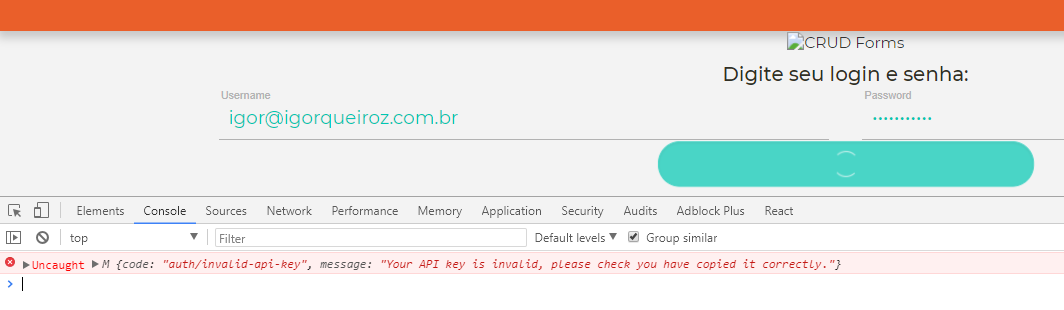 CRUD Forms
Digite seu login e senha:
Username
Password
igor@igorqueiroz.com.br
•••••••••••
Elements Console Sources Network Performance Memory Application Security Audits Adblock Plus React
top Filter Default levels Group similar
Uncaught M {code: "auth/invalid-api-key", message: "Your API key is invalid, please check you have copied it correctly."}